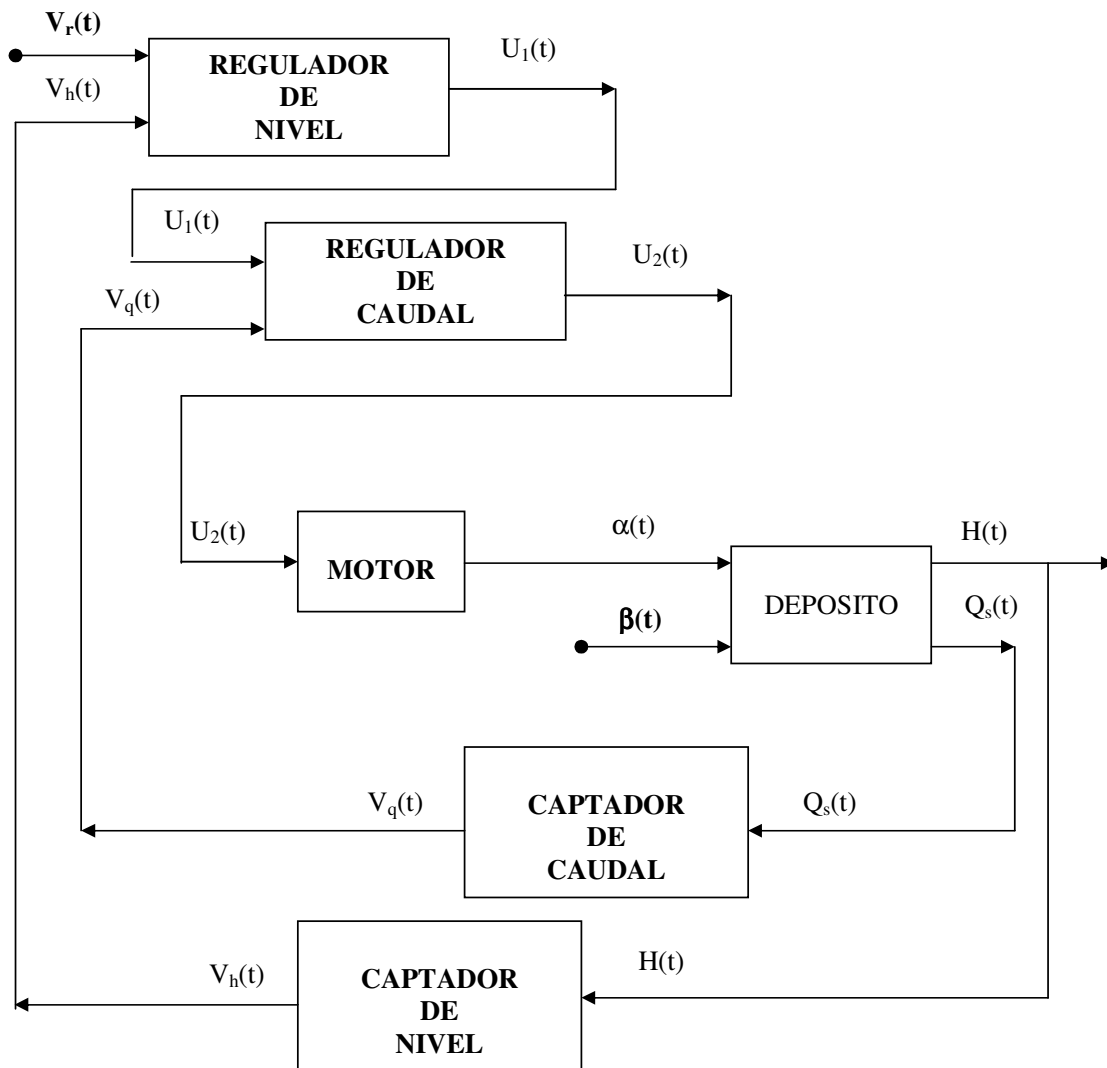 Vr(t)
U1(t)
REGULADOR
DE
NIVEL
Vh(t)
U1(t)
REGULADOR
DE
CAUDAL
U2(t)
Vq(t)
U2(t)
MOTOR
α(t)
H(t)
DEPOSITO
β(t)
Qs(t)
Vq(t)
CAPTADOR
DE
CAUDAL
Qs(t)
Vh(t)
CAPTADOR
DE
NIVEL
H(t)